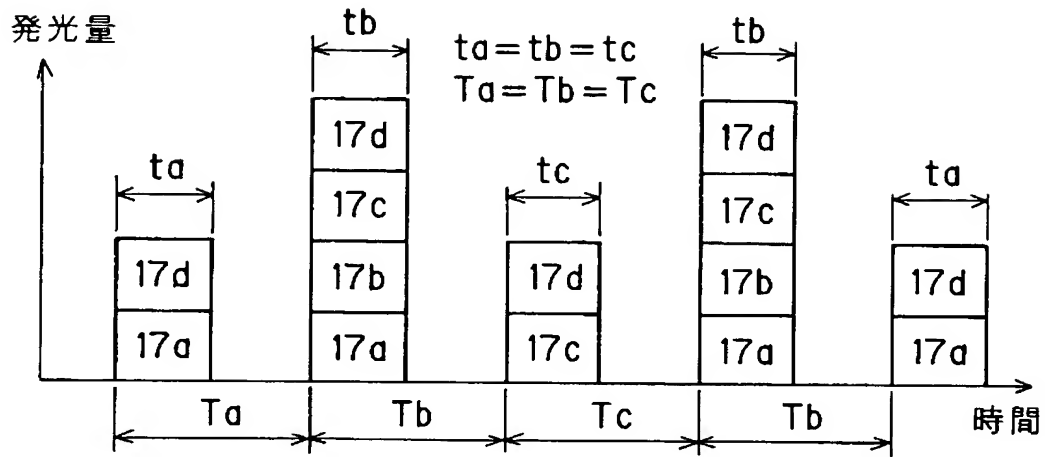 発光量
tb
ta=tb=tc
Ta=Tb=Tc
tb
ta
17d
17c
17b
17a
tc
17d
17c
17b
17a
ta
17d
17a
17d
17c
17d
17a
Ta
Tb
Tc
Tb
時間